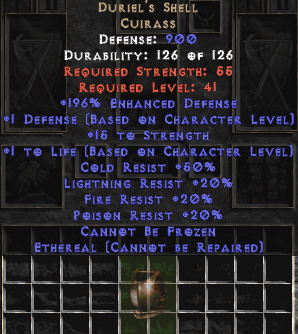 Duriel's Shell
Cuirass
Defense: 900
Durability: 126 of 126
Required Strength: 55
Required Level: 41
+196% Enhanced Defense
+1 Defense (Based on Character Level)
+15 to Strength
+1 to Life (Based on Character Level)
Cold Resist +50%
Lightning Resist +20%
Fire Resist +20%
Poison Resist +20%
Cannot Be Frozen
Ethereal (Cannot be Repaired)